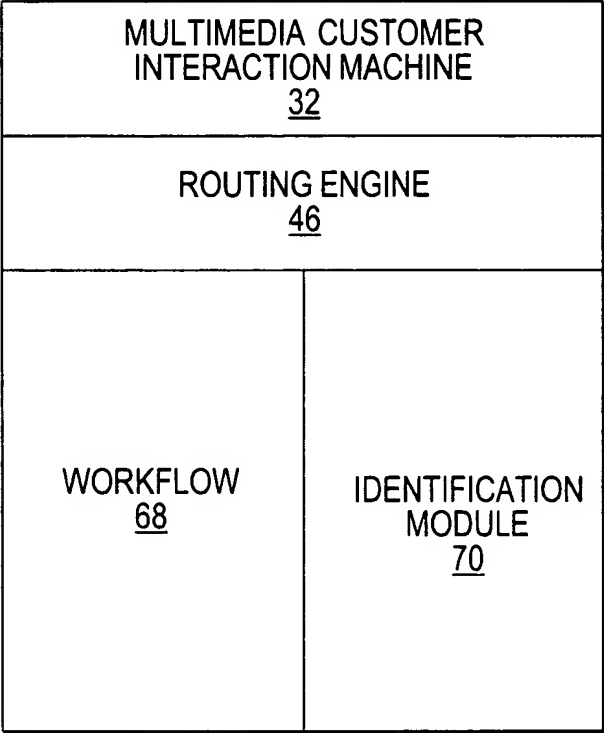 MULTIMEDIA CUSTOMER
INTERACTION MACHINE
32
ROUTING ENGINE
46
WORKFLOW
68
IDENTIFICATION
MODULE
70